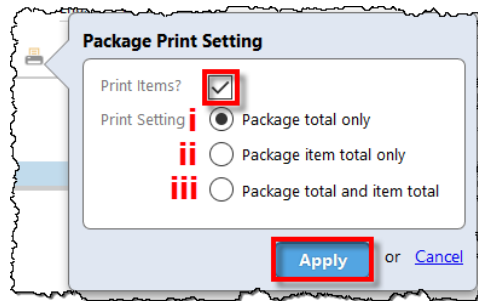 Package Print Setting
Print Items?
Print Setting i Package total only
ii Package item total only
iii Package total and item total
Apply or Cancel